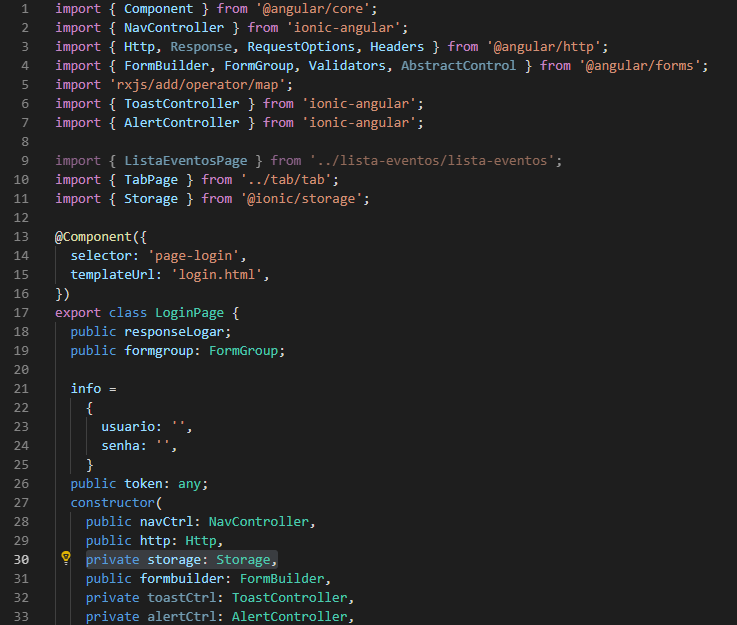 1 import { Component } from '@angular/core';
2 import { NavController } from 'ionic-angular';
3 import { Http, Response, RequestOptions, Headers } from '@angular/http';
4 import { FormBuilder, FormGroup, Validators, AbstractControl } from '@angular/forms';
5 import 'rxjs/add/operator/map';
6 import { ToastController } from 'ionic-angular';
7 import { AlertController } from 'ionic-angular';
8
9 import { ListaEventosPage } from '../lista-eventos/lista-eventos';
10 import { TabPage } from '../tab/tab';
11 import { Storage } from '@ionic/storage';
12
13 @Component({
14   selector: 'page-login',
15   templateUrl: 'login.html',
16 })
17 export class LoginPage {
18   public responseLogar;
19   public formgroup: FormGroup;
20
21   info =
22     {
23       usuario: '',
24       senha: '',
25     }
26   public token: any;
27   constructor(
28     public navCtrl: NavController,
29     public http: Http,
30     private storage: Storage,
31     public formbuilder: FormBuilder,
32     private toastCtrl: ToastController,
33     private alertCtrl: AlertController,